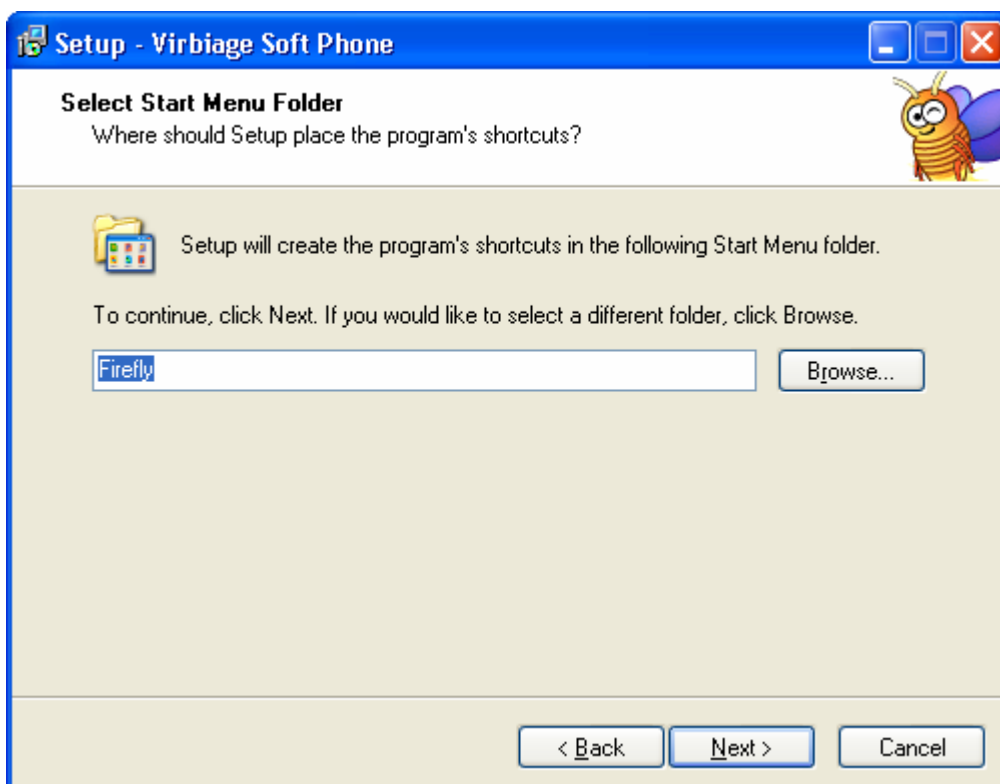 Setup - Virbiage Soft Phone
Select Start Menu Folder
Where should Setup place the program's shortcuts?
Setup will create the program's shortcuts in the following Start Menu folder.
To continue, click Next. If you would like to select a different folder, click Browse.
Firefly
Browse...
< Back
Next >
Cancel